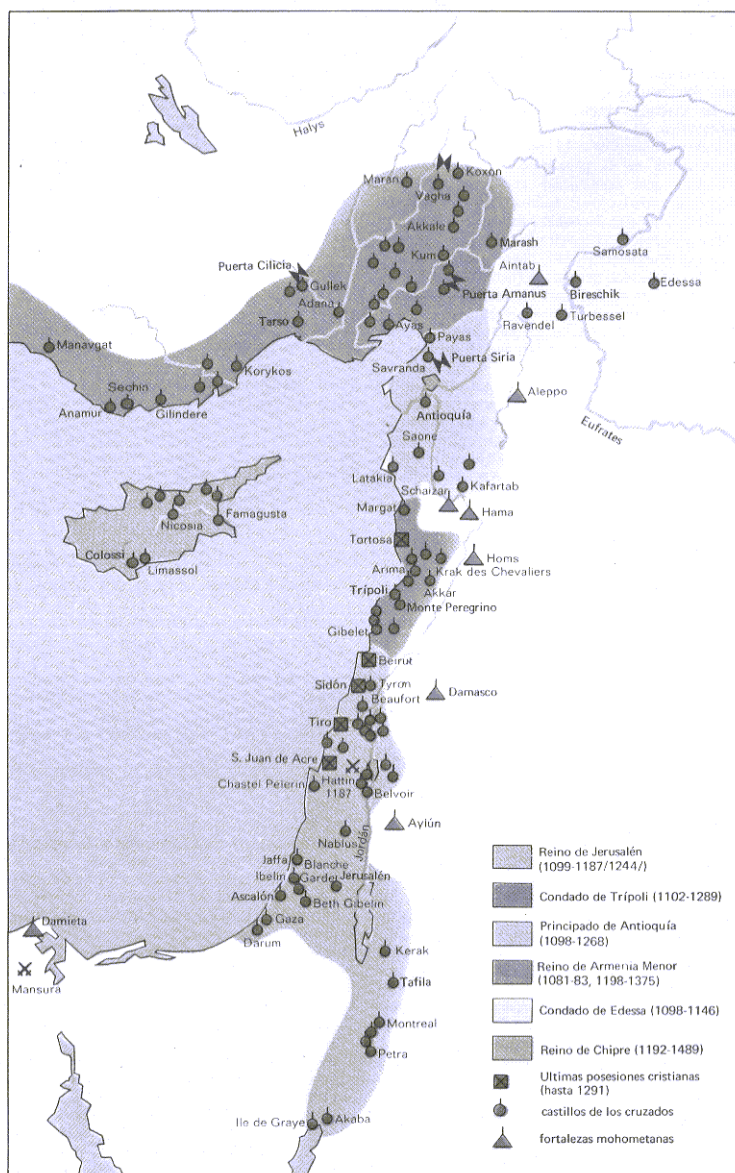 Halys
Koxon
Maran
Vagha
Akkale
Marash
Samosata
Kum
Puerta Cilicia
Aintab
Gullek
Puerta Amanus
Bireschik
Edessa
Adana
Tarso
Ayas
Ravendel
Turbessel
Manavgat
Payas
Savranda
Puerta Siria
Korykos
Sechin
Aleppo
Anamur
Gilindere
Antioquía
Eufrates
Saone
Latakia
Schaizar
Kafartab
Margat
Hama
Famagusta
Nicosia
Tortosa
Homs
Colossi
Limassol
Arima
Krak des Chevaliers
Akkár
Trípoli
Monte Peregrino
Gibelet
Beirut
Sidón
Tyron
Damasco
Beaufort
Tiro
S. Juan de Acre
Hattin
1187
Chastel Pelerin
Belvoir
Aylún
Nablus
Jordán
Jaffa
Blanche
Garde
Ibelin
Jerusalén
Ascalón
Beth Gibelin
Gaza
Damieta
Darum
Kerak
Mansura
Tafila
Montreal
Petra
Ile de Graye
Akaba
Reino de Jerusalén
(1099-1187/1244/)
Condado de Trípoli (1102-1289)
Principado de Antioquía
(1098-1268)
Reino de Armenia Menor
(1081-83, 1198-1375)
Condado de Edessa (1098-1146)
Reino de Chipre (1192-1489)
Ultimas posesiones cristianas
(hasta 1291)
castillos de los cruzados
fortalezas mohometanas